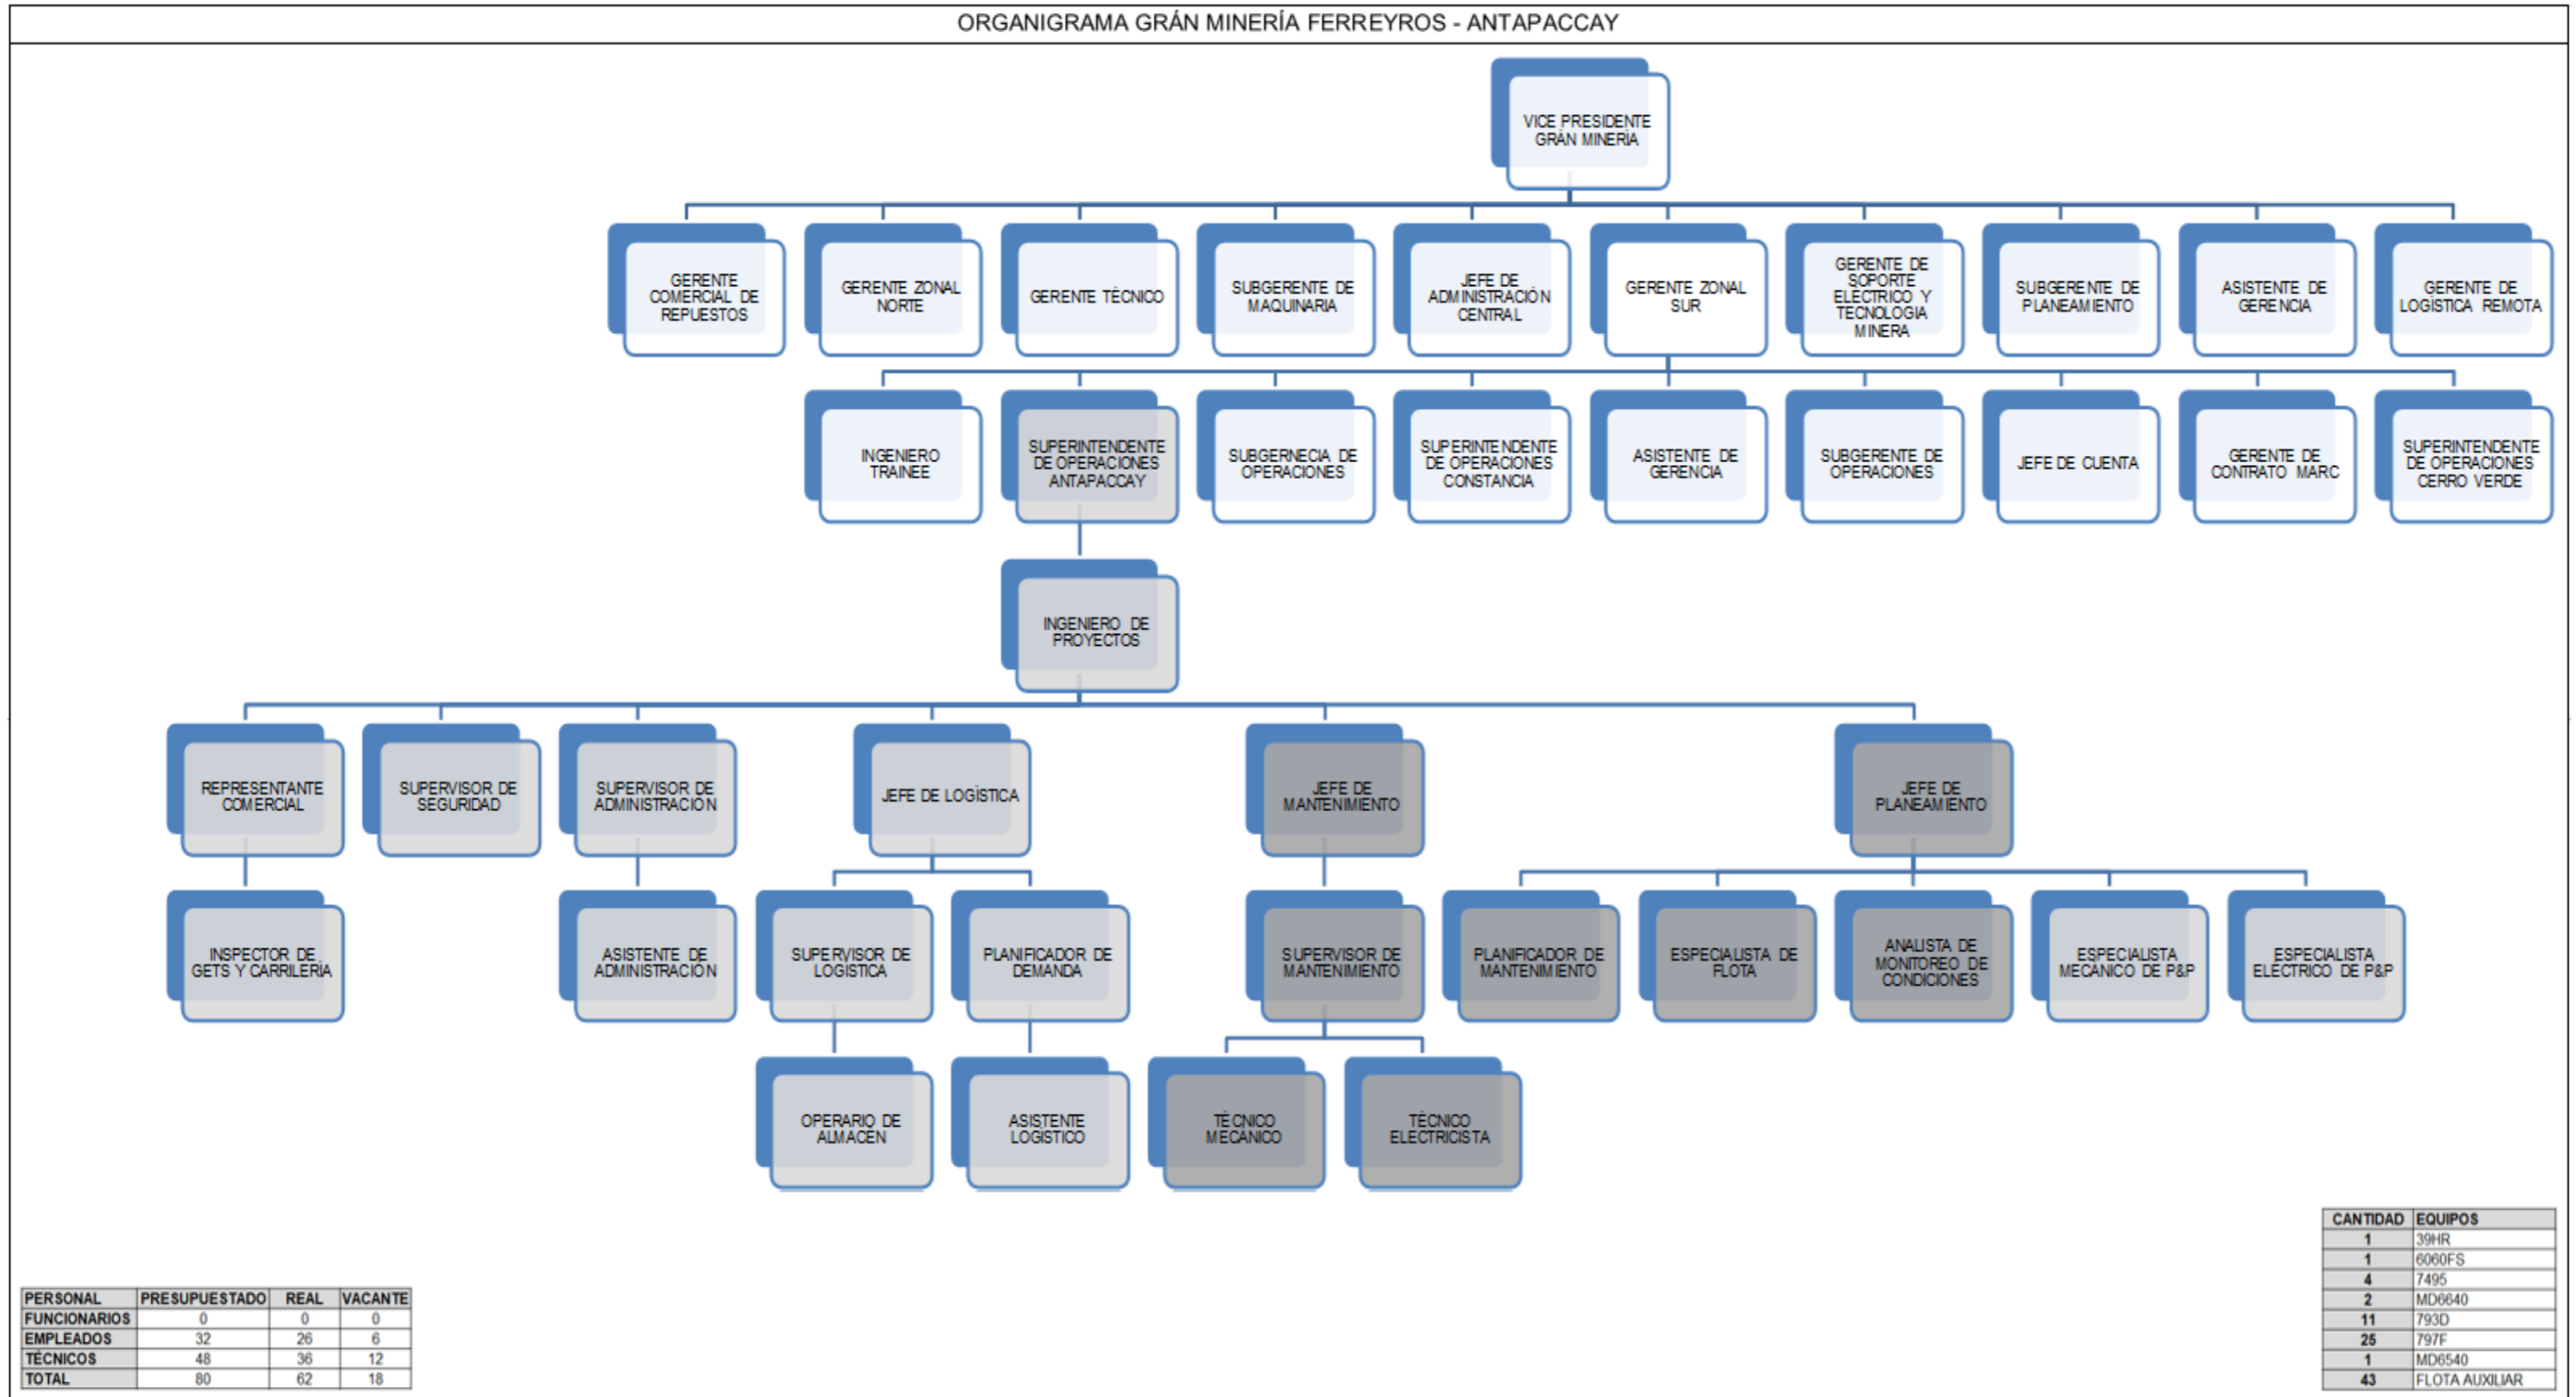 ORGANIGRAMA GRÁN MINERÍA FERREYROS - ANTAPACCAY
VICE PRESIDENTE
GRÁN MINERÍA
GERENTE
COMERCIAL DE
REPUESTOS
GERENTE ZONAL
NORTE
GERENTE TÉCNICO
SUBGERENTE DE
MAQUINARIA
JEFE DE
ADMINISTRACIÓN
CENTRAL
GERENTE ZONAL
SUR
GERENTE DE
SOPORTE
ELÉCTRICO Y
TECNOLOGIA
MINERA
SUBGERENTE DE
PLANEAMIENTO
ASISTENTE DE
GERENCIA
GERENTE DE
LOGÍSTICA REMOTA
INGENIERO
TRAINEE
SUPERINTENDENTE
DE OPERACIONES
ANTAPACCAY
SUBGERNECIA DE
OPERACIONES
SUPERINTENDENTE
DE OPERACIONES
CONSTANCIA
ASISTENTE DE
GERENCIA
SUBGERENTE DE
OPERACIONES
JEFE DE CUENTA
GERENTE DE
CONTRATO MARC
SUPERINTENDENTE
DE OPERACIONES
CERRO VERDE
INGENIERO DE
PROYECTOS
REPRESENTANTE
COMERCIAL
SUPERVISOR DE
SEGURIDAD
SUPERVISOR DE
ADMINISTRACIÓN
JEFE DE LOGÍSTICA
JEFE DE
MANTENIMIENTO
JEFE DE
PLANEAMIENTO
INSPECTOR DE
GETS Y CARRILERÍA
ASISTENTE DE
ADMINISTRACIÓN
SUPERVISOR DE
LOGÍSTICA
PLANIFICADOR DE
DEMANDA
SUPERVISOR DE
MANTENIMIENTO
PLANIFICADOR DE
MANTENIMIENTO
ESPECIALISTA DE
FLOTA
ANALISTA DE
MONITOREO DE
CONDICIONES
ESPECIALISTA
MECÁNICO DE P&P
ESPECIALISTA
ELÉCTRICO DE P&P
OPERARIO DE
ALMACÉN
ASISTENTE
LOGÍSTICO
TÉCNICO
MECÁNICO
TÉCNICO
ELECTRICISTA
CANTIDAD EQUIPOS
1 39HR
1 6060FS
4 7495
2 MD6640
11 793D
25 797F
1 MD6540
43 FLOTA AUXILIAR
PERSONAL PRESUPUESTADO REAL VACANTE
FUNCIONARIOS 0 0 0
EMPLEADOS 32 26 6
TÉCNICOS 48 36 12
TOTAL 80 62 18